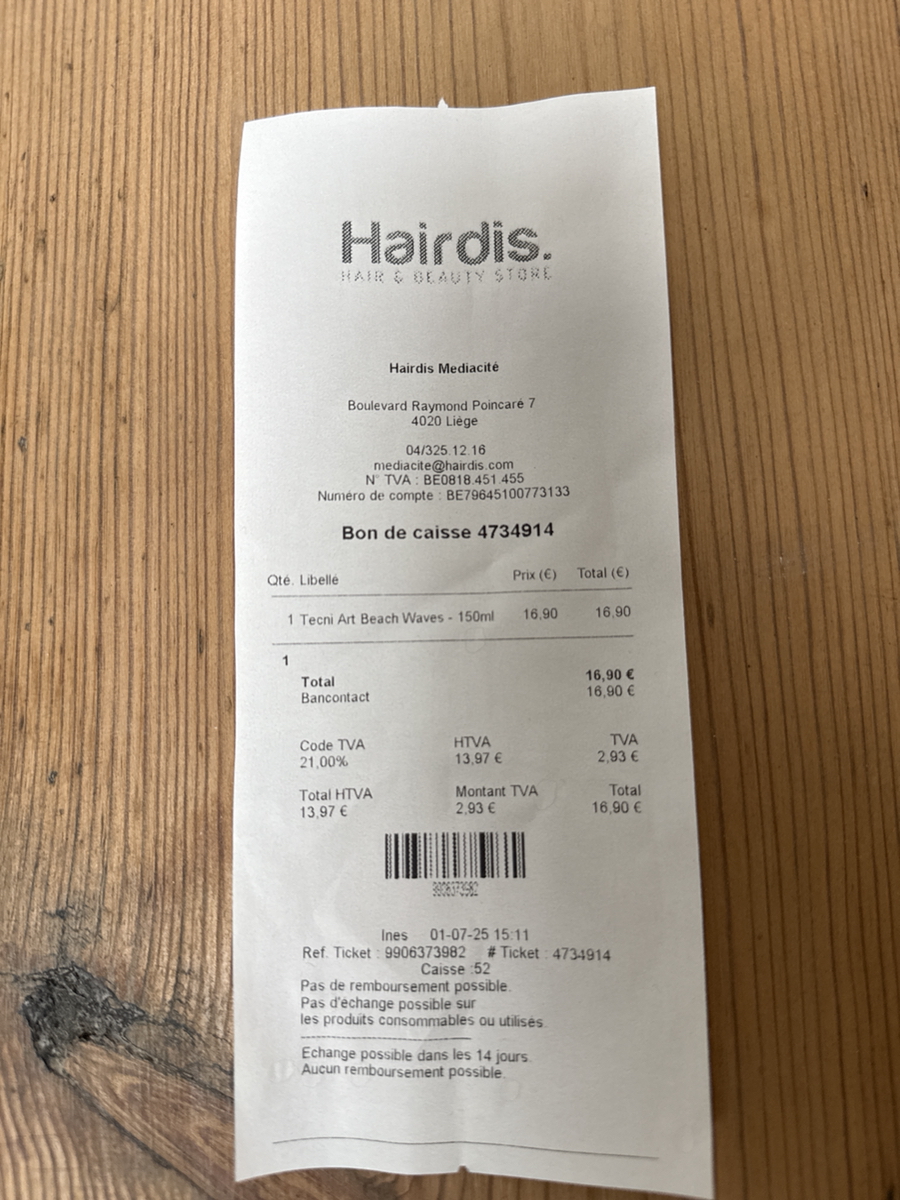 Hairdis.
HAIR & BEAUTY STORE
Hairdis Mediacité
Boulevard Raymond Poincaré 7
4020 Liège
04/325.12.16
mediacite@hairdis.com
N° TVA : BE0818.451.455
Numéro de compte : BE79645100773133
Bon de caisse 4734914
Qté. Libellé Prix (€) Total (€)
1 Tecni Art Beach Waves - 150ml 16,90 16,90
1
Total 16,90 €
Bancontact 16,90 €
Code TVA HTVA TVA
21,00% 13,97 € 2,93 €
Total HTVA Montant TVA Total
13,97 € 2,93 € 16,90 €
9906373982
Ines 01-07-25 15:11
Ref. Ticket : 9906373982 # Ticket : 4734914
Caisse :52
Pas de remboursement possible.
Pas d'échange possible sur
les produits consommables ou utilisés.
Echange possible dans les 14 jours.
Aucun remboursement possible.